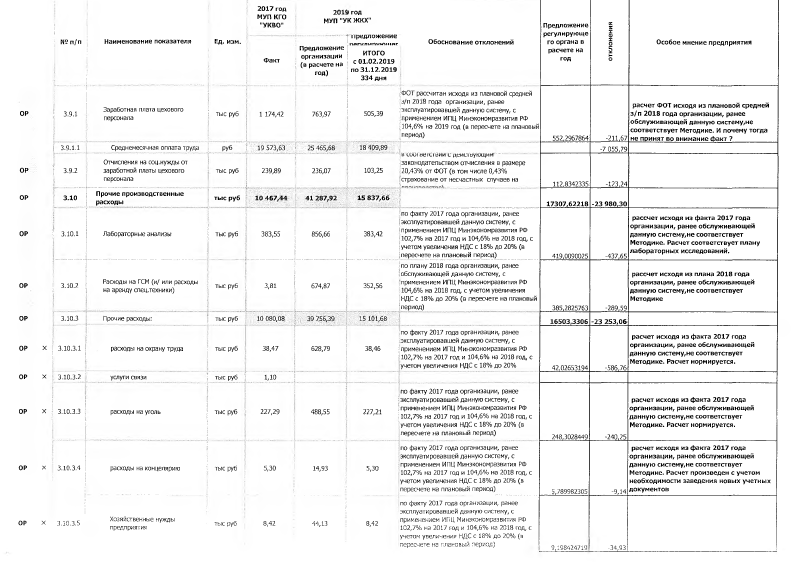 № п/п
Наименование показателя
Ед. изм.
2017 год
МУП КГО
"УКВО"
Факт
2019 год
МУП "УК ЖКХ"
Предложение
организации
(в расчете на
год)
Предложение
ИТОГО
с 01.02.2019
по 31.12.2019
334 дня
Обоснование отклонений
Предложение
регулирующе
го органа в
расчете на
год
отклонения
Особое мнение предприятия
ОР
3.9.1
Заработная плата цехового
персонала
тыс руб
1 174,42
763,97
505,39
ФОТ рассчитан исходя из плановой средней
з/п 2018 года организации, ранее
эксплуатировавшей данную систему, с
применением ИПЦ Минэкономразвития РФ
104,6% на 2019 год (в пересчете на плановый
период)
552,2967864
-211,67
расчет ФОТ исходя из плановой средней
з/п 2018 года организации, ранее
обслуживающей данную систему,не
соответствует Методике. И почему тогда
не принят во внимание факт ?
3.9.1.1
Среднемесячная оплата труда
руб
19 573,63
25 465,68
18 409,89
-7 055,79
ОР
3.9.2
Отчисления на соц.нужды от
заработной платы цехового
персонала
тыс руб
239,89
236,07
103,25
законодательством отчисления в размере
20,43% от ФОТ (в том числе 0,43%
страхование от несчастных случаев на
112,8342335
-123,24
ОР
3.10
Прочие производственные
расходы
тыс руб
10 467,44
41 287,92
15 837,66
17307,62218
-23 980,30
ОР
3.10.1
Лабораторные анализы
тыс руб
383,55
856,66
383,42
по факту 2017 года организации, ранее
эксплуатировавшей данную систему, с
применением ИПЦ Минэкономразвития РФ
102,7% на 2017 год и 104,6% на 2018 год, с
учетом увеличения НДС с 18% до 20% (в
пересчете на плановый период)
419,0090025
-437,65
рассчет исходя из факта 2017 года
организации, ранее обслуживающей
данную систему,не соответствует
Методике. Расчет соответствует плану
лабораторных исследований.
ОР
3.10.2
Расходы на ГСМ (и/ или расходы
на аренду спец.техники)
тыс руб
3,81
674,87
352,56
по плану 2018 года организации, ранее
обслуживающей данную систему, с
применением ИПЦ Минэкономразвития РФ
104,6% на 2018 год, с учетом увеличения
НДС с 18% до 20% (в пересчете на плановый
период)
385,2825763
-289,59
рассчет исходя из плана 2018 года
организации, ранее обслуживающей
данную систему,не соответствует
Методике
ОР
3.10.3
Прочие расходы:
тыс руб
10 080,08
39 756,39
15 101,68
16503,3306
-23 253,06
ОР
×
3.10.3.1
расходы на охрану труда
тыс руб
38,47
628,79
38,46
по факту 2017 года организации, ранее
эксплуатировавшей данную систему, с
применением ИПЦ Минэкономразвития РФ
102,7% на 2017 год и 104,6% на 2018 год, с
учетом увеличения НДС с 18% до 20%
42,02653194
-586,76
расчет исходя из факта 2017 года
организации, ранее обслуживающей
данную систему,не соответствует
Методике. Расчет нормируется.
ОР
×
3.10.3.2
услуги связи
тыс руб
1,10
ОР
×
3.10.3.3
расходы на уголь
тыс руб
227,29
488,55
227,21
по факту 2017 года организации, ранее
эксплуатировавшей данную систему, с
применением ИПЦ Минэкономразвития РФ
102,7% на 2017 год и 104,6% на 2018 год, с
учетом увеличения НДС с 18% до 20% (в
пересчете на плановый период)
248,3028449
-240,25
расчет исходя из факта 2017 года
организации, ранее обслуживающей
данную систему,не соответствует
Методике. Расчет нормируется.
ОР
×
3.10.3.4
расходы на концелярию
тыс руб
5,30
14,93
5,30
по факту 2017 года организации, ранее
эксплуатировавшей данную систему, с
применением ИПЦ Минэкономразвития РФ
102,7% на 2017 год и 104,6% на 2018 год, с
учетом увеличения НДС с 18% до 20% (в
пересчете на плановый период)
5,789982305
-9,14
расчет исходя из факта 2017 года
организации, ранее обслуживающей
данную систему,не соответствует
Методике. Расчет произведен с учетом
необходимости заведения новых учетных
документов
ОР
×
3.10.3.5
Хозяйственные нужды
предприятия
тыс руб
8,42
44,13
8,42
по факту 2017 года организации, ранее
эксплуатировавшей данную систему, с
применением ИПЦ Минэкономразвития РФ
102,7% на 2017 год и 104,6% на 2018 год, с
учетом увеличения НДС с 18% до 20% (в
пересчете на плановый период)
9,198424719
-34,93